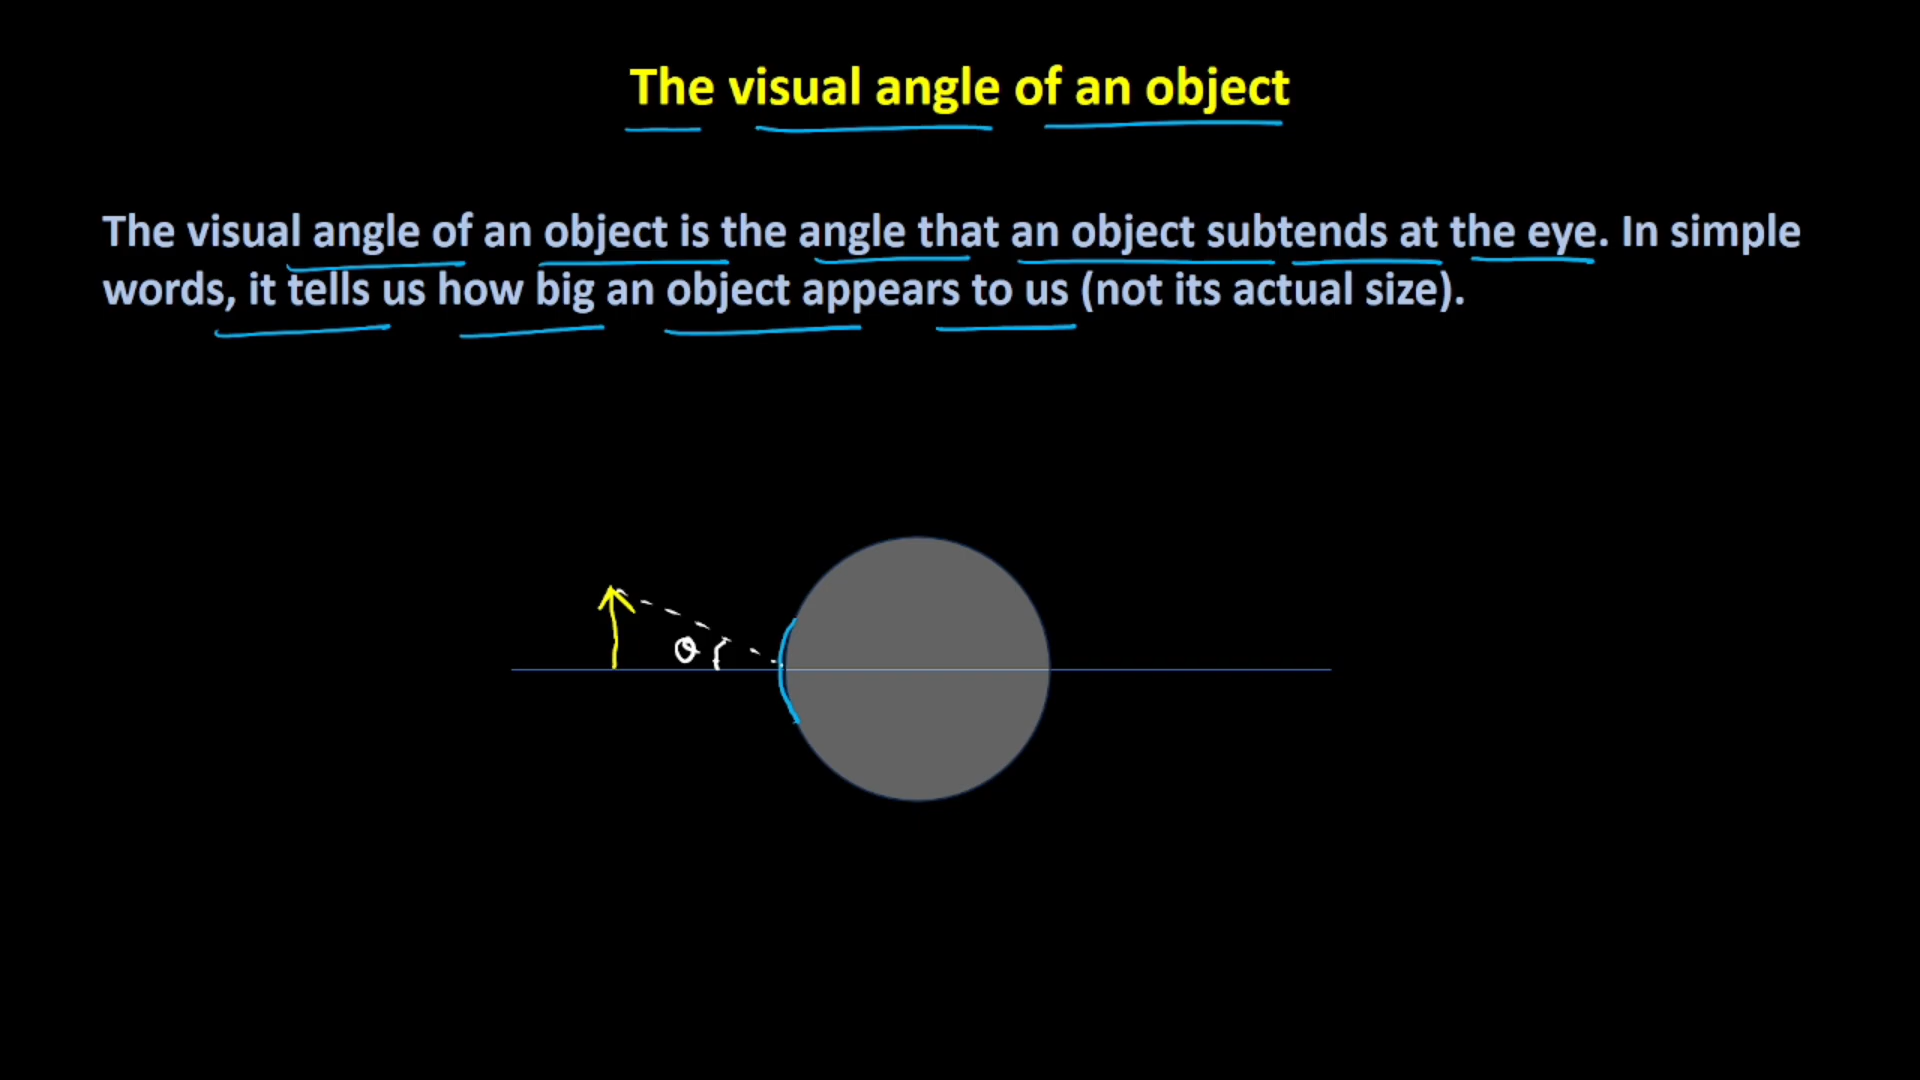 The visual angle of an object
The visual angle of an object is the angle that an object subtends at the eye. In simple
words, it tells us how big an object appears to us (not its actual size).
θ